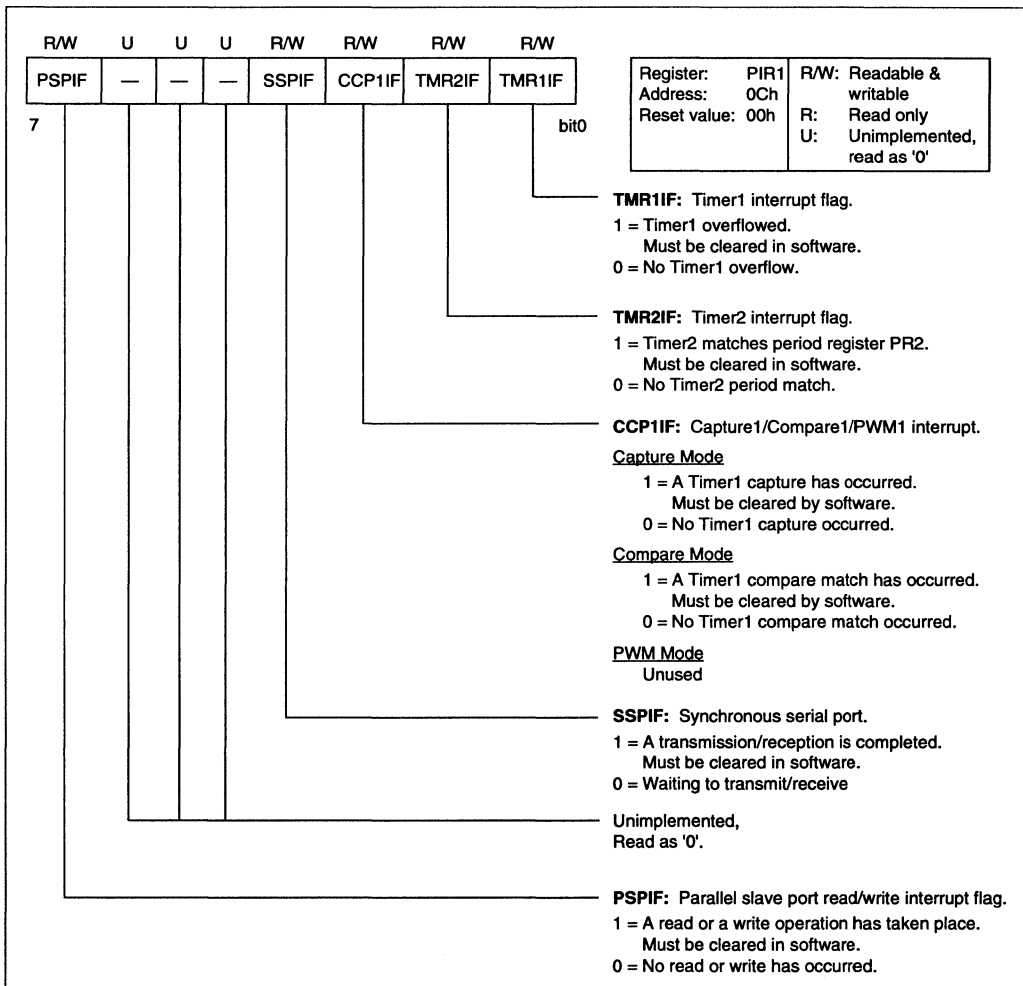 R/W U U U R/W R/W R/W R/W
PSPIF — — — SSPIF CCP1IF TMR2IF TMR1IF
7 bit0
Register: PIR1
Address: 0Ch
Reset value: 00h
R/W: Readable &
writable
R: Read only
U: Unimplemented,
read as '0'
TMR1IF: Timer1 interrupt flag.
1 = Timer1 overflowed.
Must be cleared in software.
0 = No Timer1 overflow.
TMR2IF: Timer2 interrupt flag.
1 = Timer2 matches period register PR2.
Must be cleared in software.
0 = No Timer2 period match.
CCP1IF: Capture1/Compare1/PWM1 interrupt.
Capture Mode
1 = A Timer1 capture has occurred.
Must be cleared by software.
0 = No Timer1 capture occurred.
Compare Mode
1 = A Timer1 compare match has occurred.
Must be cleared by software.
0 = No Timer1 compare match occurred.
PWM Mode
Unused
SSPIF: Synchronous serial port.
1 = A transmission/reception is completed.
Must be cleared in software.
0 = Waiting to transmit/receive
Unimplemented,
Read as '0'.
PSPIF: Parallel slave port read/write interrupt flag.
1 = A read or a write operation has taken place.
Must be cleared in software.
0 = No read or write has occurred.